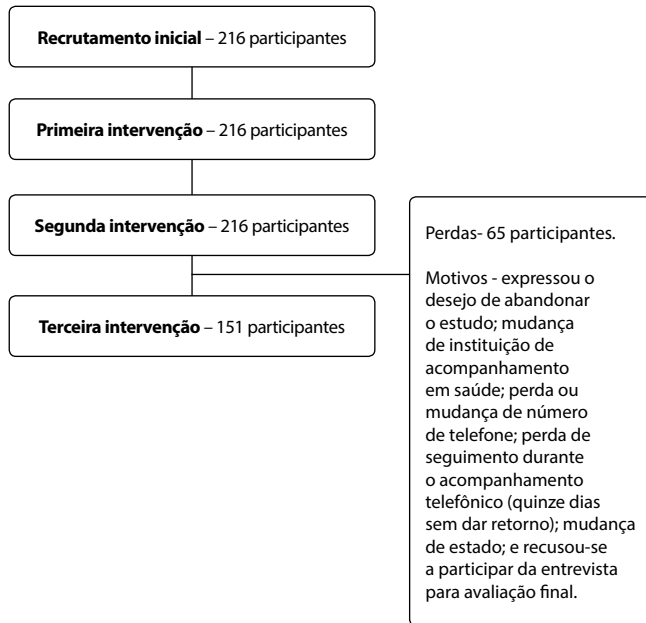 Recrutamento inicial – 216 participantes
Primeira intervenção – 216 participantes
Segunda intervenção – 216 participantes
Terceira intervenção – 151 participantes
Perdas- 65 participantes.
Motivos - expressou o
desejo de abandonar
o estudo; mudança
de instituição de
acompanhamento
em saúde; perda ou
mudança de número
de telefone; perda de
seguimento durante
o acompanhamento
telefônico (quinze dias
sem dar retorno); mudança
de estado; e recusou-se
a participar da entrevista
para avaliação final.